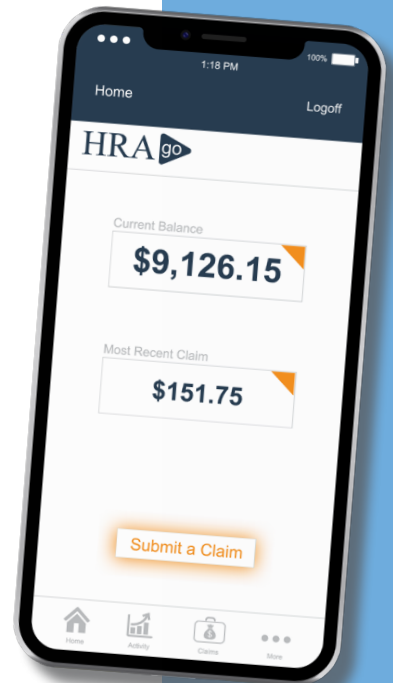 1:18 PM
100%
Home
Logoff
HRA go
Current Balance
$9,126.15
Most Recent Claim
$151.75
Submit a Claim
Home
Activity
Claims
More